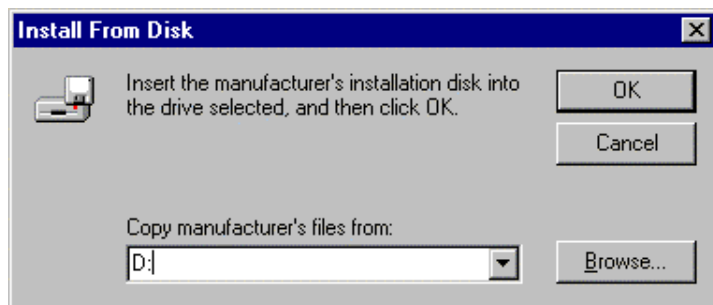 Install From Disk
Insert the manufacturer's installation disk into
the drive selected, and then click OK.
OK
Cancel
Copy manufacturer's files from:
D:
Browse...